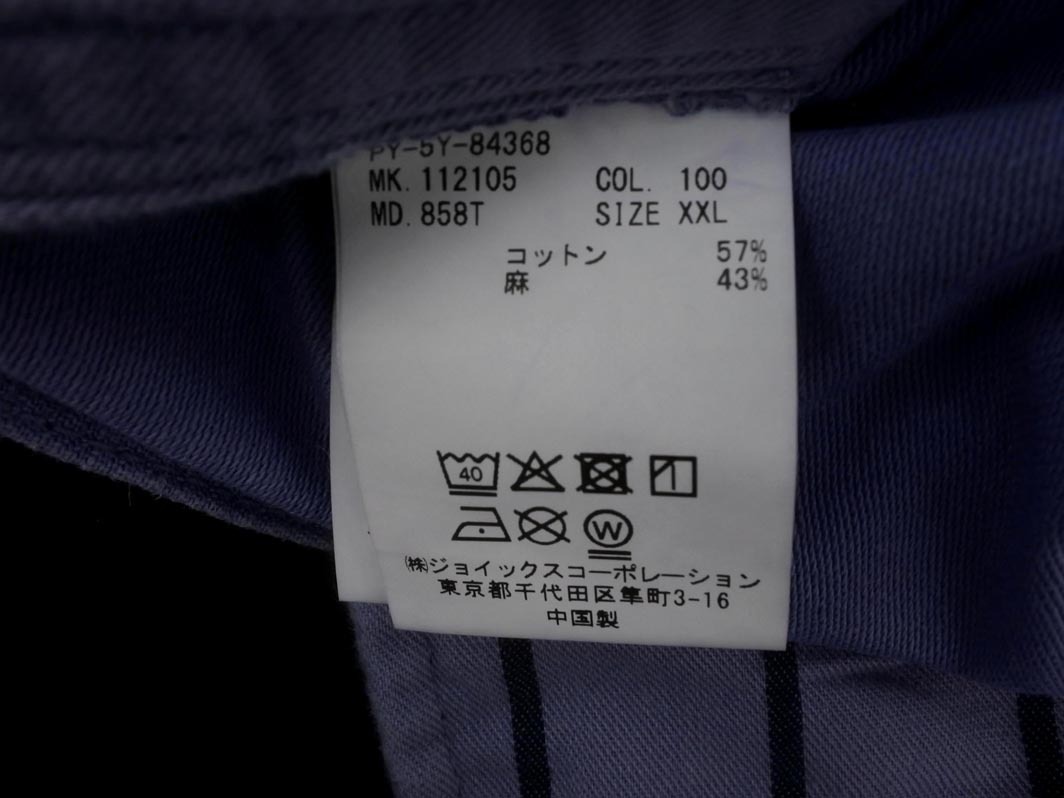 PY-5Y-84368
MK. 112105 COL. 100
MD. 858T SIZE XXL
コットン 57%
麻 43%
40
W
㈱ジョイックスコーポレーション
東京都千代田区隼町3-16
中国製